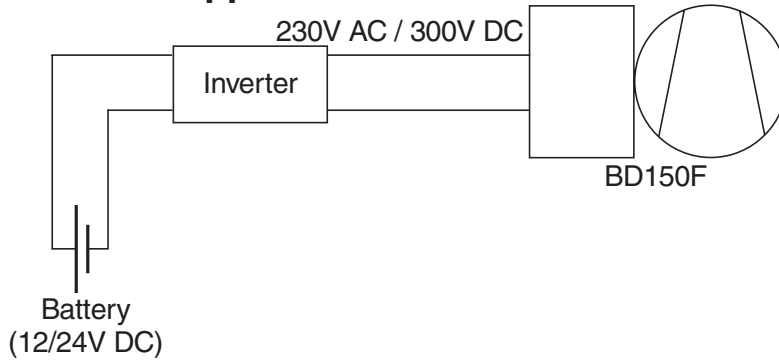 230V AC / 300V DC
Inverter
BD150F
Battery
(12/24V DC)